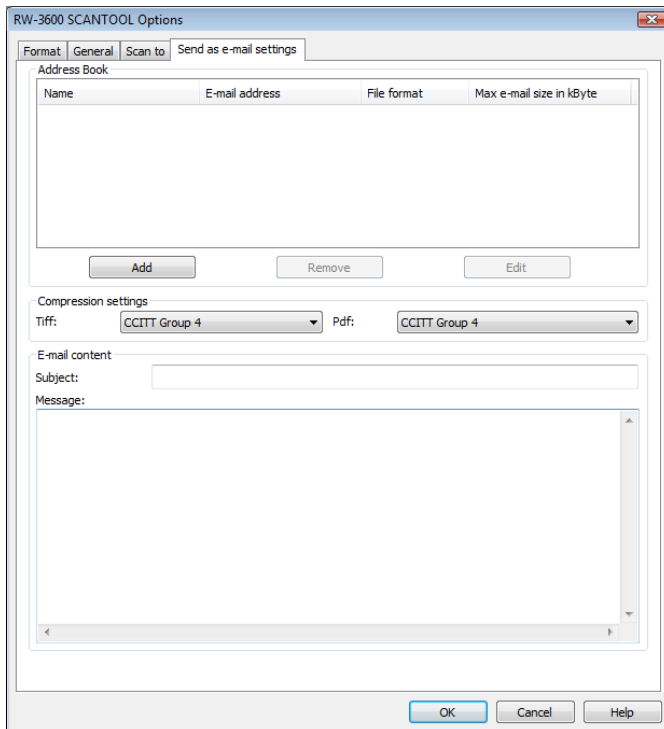 RW-3600 SCANTOOL Options
Format General Scan to Send as e-mail settings
Address Book
Name E-mail address File format Max e-mail size in kByte
Add Remove Edit
Compression settings
Tiff: CCITT Group 4 Pdf: CCITT Group 4
E-mail content
Subject:
Message:
OK Cancel Help